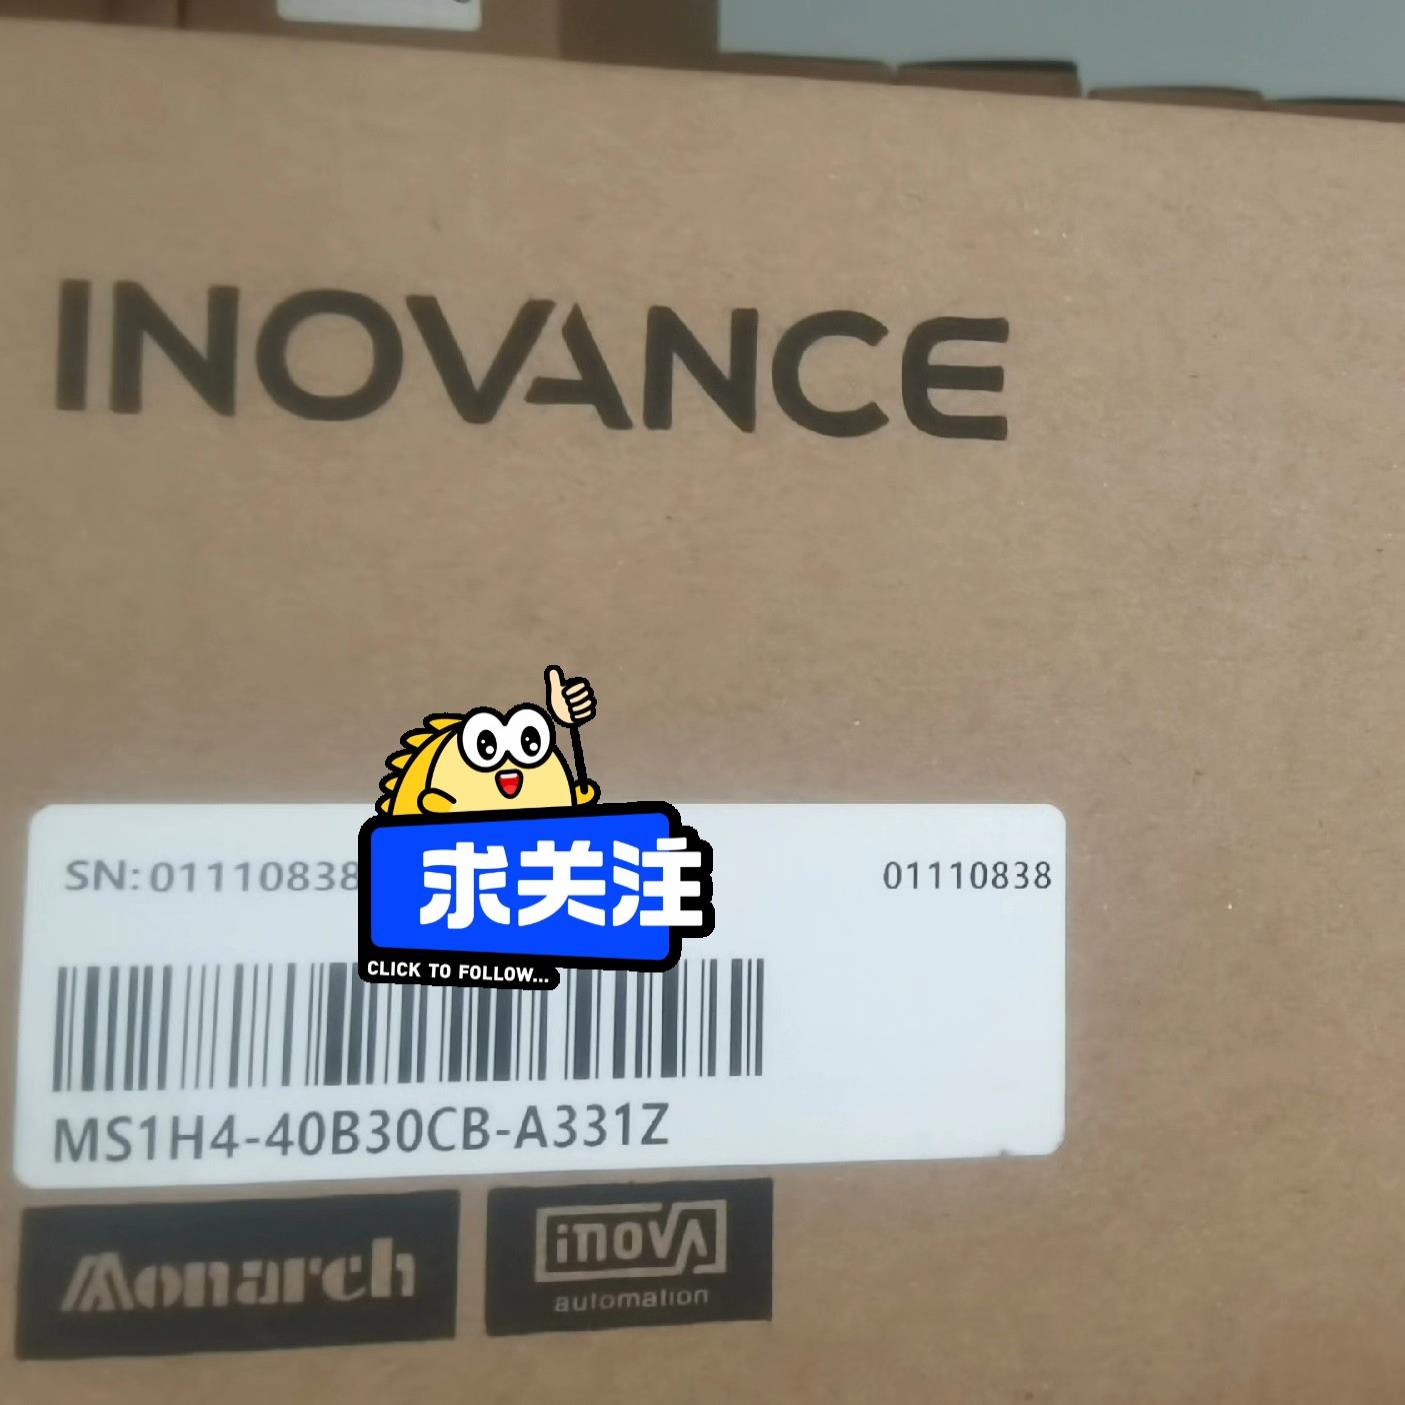 INOVANCE
SN: 01110838
求关注
01110838
CLICK TO FOLLOW...
MS1H4-40B30CB-A331Z
Monarch
inovA
automation